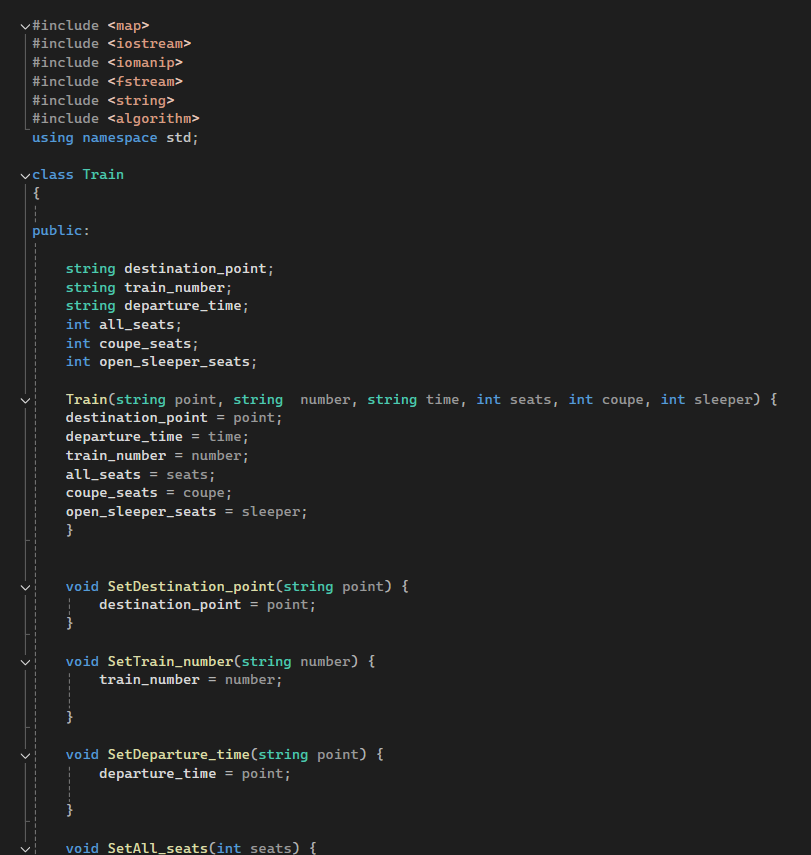 #include <map>
#include <iostream>
#include <iomanip>
#include <fstream>
#include <string>
#include <algorithm>
using namespace std;

class Train
{

public:

    string destination_point;
    string train_number;
    string departure_time;
    int all_seats;
    int coupe_seats;
    int open_sleeper_seats;

    Train(string point, string  number, string time, int seats, int coupe, int sleeper) {
    destination_point = point;
    departure_time = time;
    train_number = number;
    all_seats = seats;
    coupe_seats = coupe;
    open_sleeper_seats = sleeper;
    }


    void SetDestination_point(string point) {
        destination_point = point;
    }

    void SetTrain_number(string number) {
        train_number = number;

    }

    void SetDeparture_time(string point) {
        departure_time = point;

    }

    void SetAll_seats(int seats) {